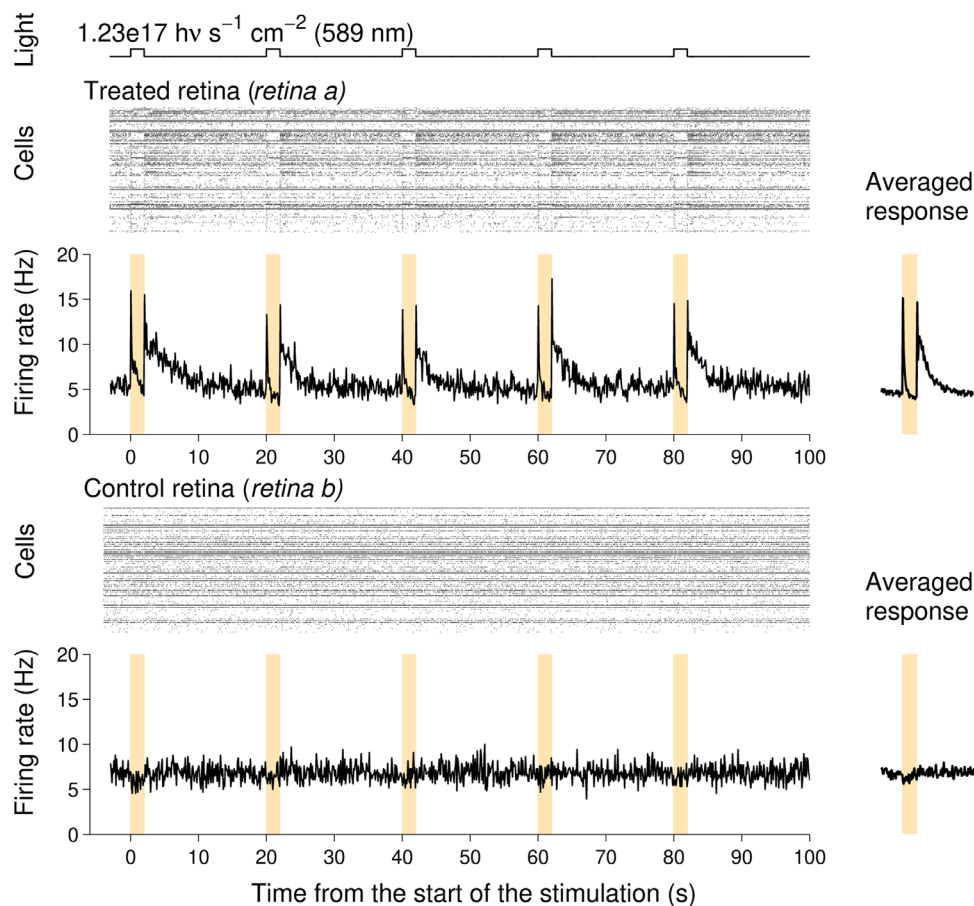 Light
1.23e17 hν s⁻¹ cm⁻² (589 nm)
Treated retina (retina a)
Cells
Averaged
response
Firing rate (Hz)
20
15
10
5
0
0 10 20 30 40 50 60 70 80 90 100
Control retina (retina b)
Cells
Averaged
response
Firing rate (Hz)
20
15
10
5
0
0 10 20 30 40 50 60 70 80 90 100
Time from the start of the stimulation (s)